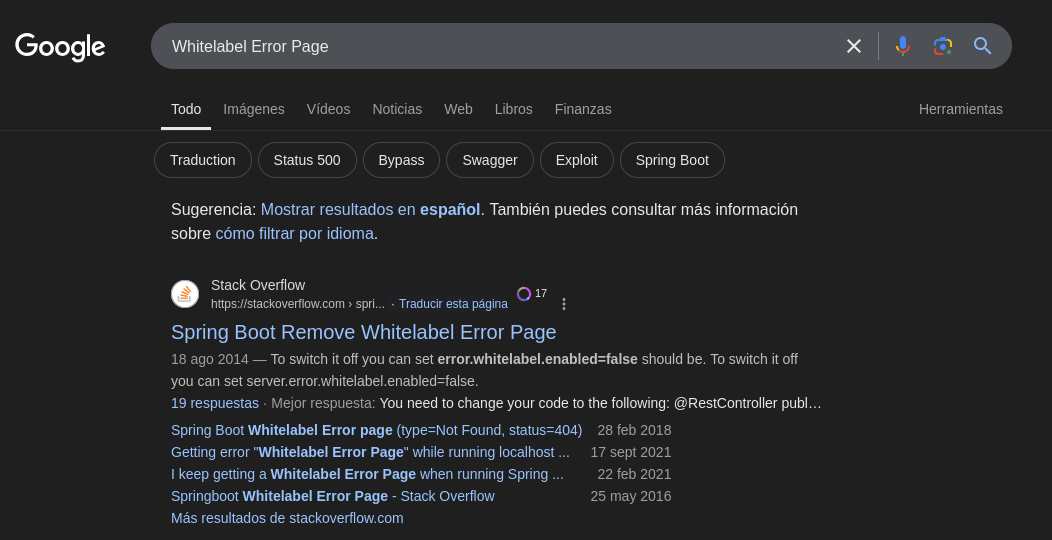 Google
Whitelabel Error Page
Todo Imágenes Vídeos Noticias Web Libros Finanzas Herramientas
Traduction Status 500 Bypass Swagger Exploit Spring Boot
Sugerencia: Mostrar resultados en español. También puedes consultar más información
sobre cómo filtrar por idioma.
Stack Overflow
https://stackoverflow.com › spri... · Traducir esta página 17
Spring Boot Remove Whitelabel Error Page
18 ago 2014 — To switch it off you can set error.whitelabel.enabled=false should be. To switch it off
you can set server.error.whitelabel.enabled=false.
19 respuestas · Mejor respuesta: You need to change your code to the following: @RestController publ…
Spring Boot Whitelabel Error page (type=Not Found, status=404) 28 feb 2018
Getting error "Whitelabel Error Page" while running localhost ... 17 sept 2021
I keep getting a Whitelabel Error Page when running Spring ... 22 feb 2021
Springboot Whitelabel Error Page - Stack Overflow 25 may 2016
Más resultados de stackoverflow.com